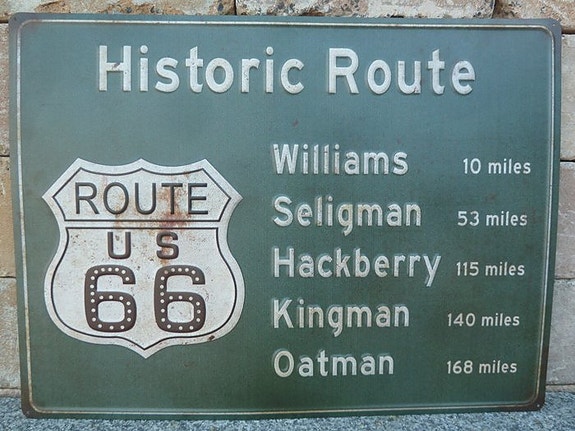 Historic Route
ROUTE
US
66
Williams 10 miles
Seligman 53 miles
Hackberry 115 miles
Kingman 140 miles
Oatman 168 miles